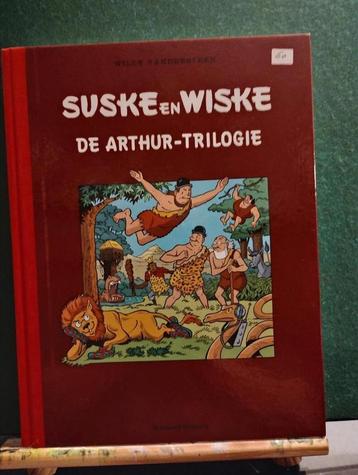 WILLY VANDERSTEEN
SUSKE EN WISKE
DE ARTHUR-TRILOGIE